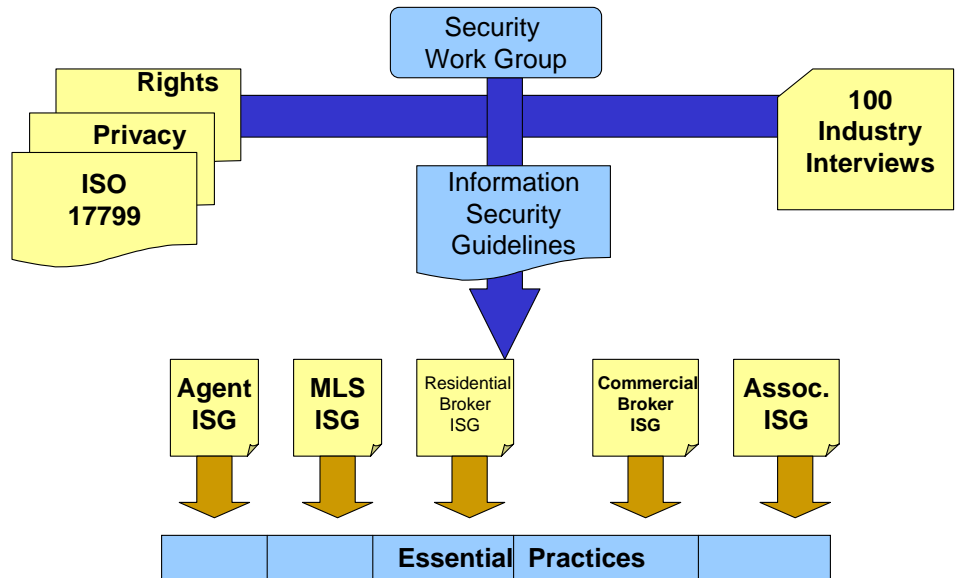 Security
Work Group
Rights
Privacy
ISO
17799
100
Industry
Interviews
Information
Security
Guidelines
Agent
ISG
MLS
ISG
Residential
Broker
ISG
Commercial
Broker
ISG
Assoc.
ISG
Essential Practices